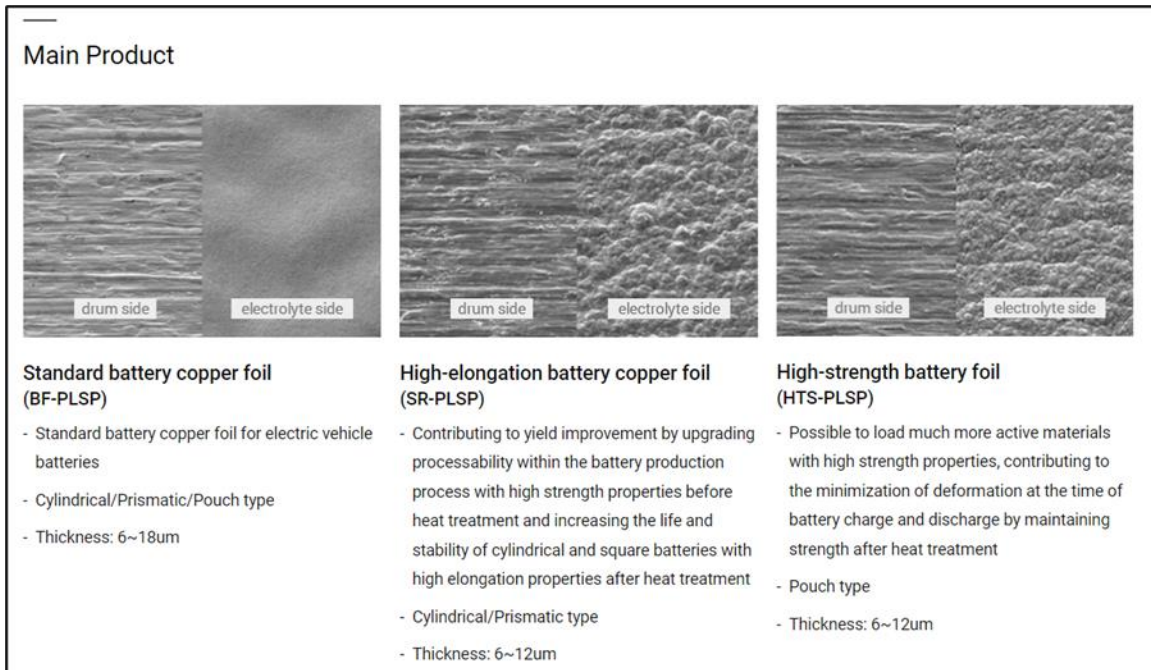 Main Product
drum side
electrolyte side
drum side
electrolyte side
drum side
electrolyte side
Standard battery copper foil
(BF-PLSP)
- Standard battery copper foil for electric vehicle
batteries
- Cylindrical/Prismatic/Pouch type
- Thickness: 6~18um
High-elongation battery copper foil
(SR-PLSP)
- Contributing to yield improvement by upgrading
processability within the battery production
process with high strength properties before
heat treatment and increasing the life and
stability of cylindrical and square batteries with
high elongation properties after heat treatment
- Cylindrical/Prismatic type
- Thickness: 6~12um
High-strength battery foil
(HTS-PLSP)
- Possible to load much more active materials
with high strength properties, contributing to
the minimization of deformation at the time of
battery charge and discharge by maintaining
strength after heat treatment
- Pouch type
- Thickness: 6~12um